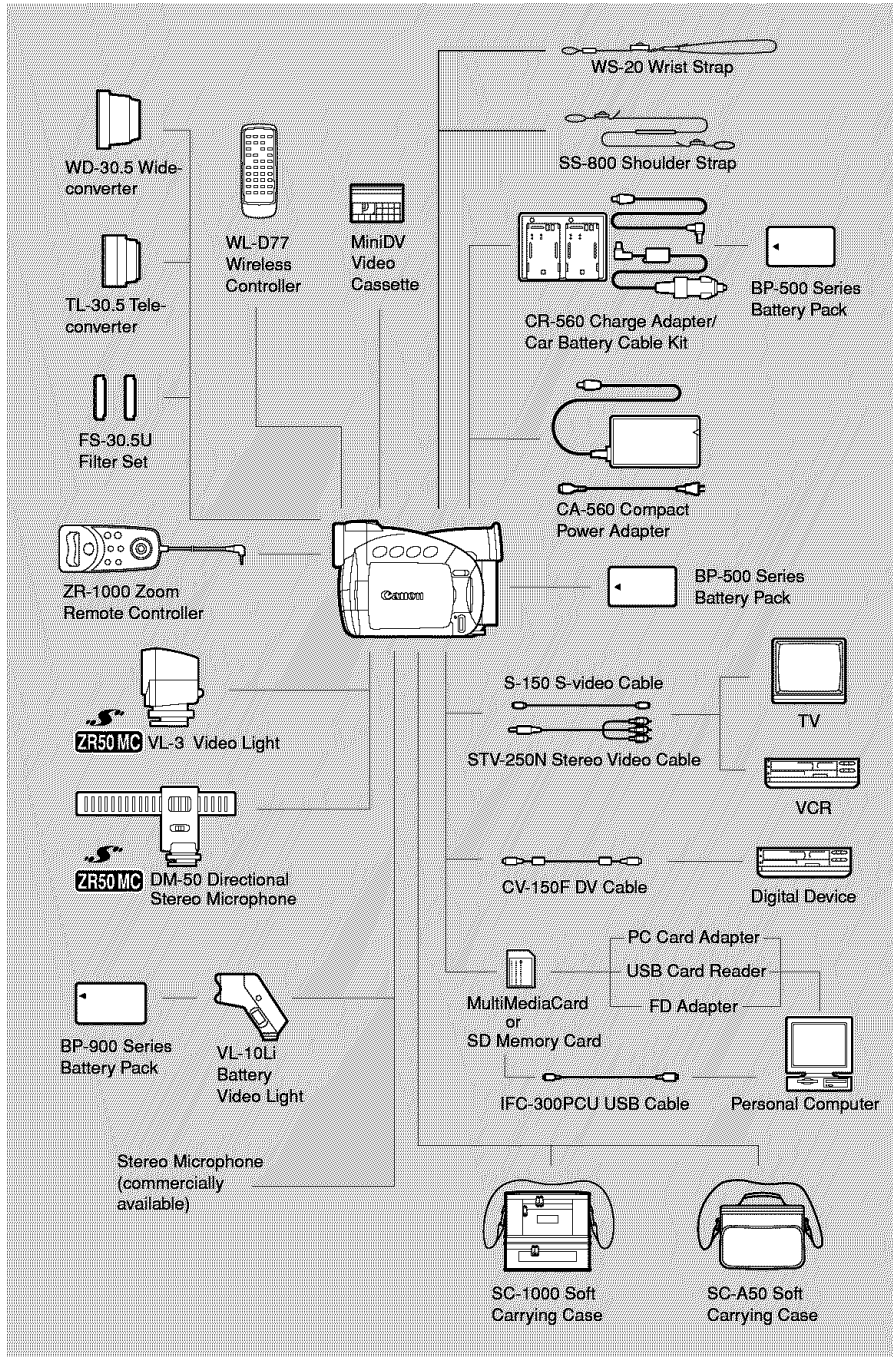 WS-20 Wrist Strap
SS-800 Shoulder Strap
WD-30.5 Wide-
converter
WL-D77
Wireless
Controller
MiniDV
Video
Cassette
TL-30.5 Tele-
converter
CR-560 Charge Adapter/
Car Battery Cable Kit
BP-500 Series
Battery Pack
FS-30.5U
Filter Set
CA-560 Compact
Power Adapter
ZR-1000 Zoom
Remote Controller
Canon
BP-500 Series
Battery Pack
S-150 S-video Cable
STV-250N Stereo Video Cable
TV
VCR
S
ZR50 MC VL-3 Video Light
S
ZR50 MC DM-50 Directional
Stereo Microphone
CV-150F DV Cable
Digital Device
PC Card Adapter
USB Card Reader
FD Adapter
MultiMediaCard
or
SD Memory Card
BP-900 Series
Battery Pack
VL-10Li
Battery
Video Light
IFC-300PCU USB Cable
Personal Computer
Stereo Microphone
(commercially
available)
SC-1000 Soft
Carrying Case
SC-A50 Soft
Carrying Case